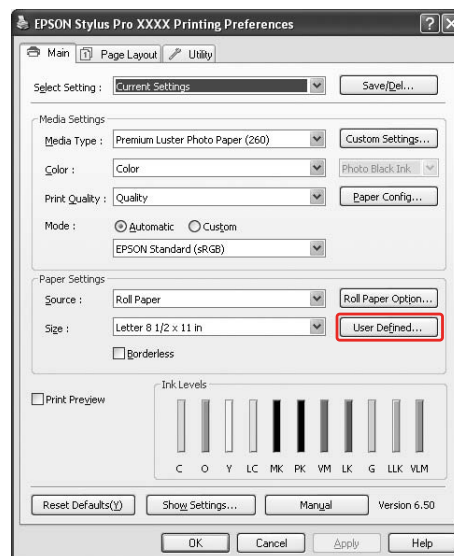 EPSON Stylus Pro XXXX Printing Preferences
Main Page Layout Utility
Select Setting : Current Settings Save/Del...
Media Settings
Media Type : Premium Luster Photo Paper (260) Custom Settings...
Color : Color Photo Black Ink
Print Quality : Quality Paper Config...
Mode : Automatic Custom
EPSON Standard (sRGB)
Paper Settings
Source : Roll Paper Roll Paper Option...
Size : Letter 8 1/2 x 11 in User Defined...
Borderless
Print Preview
Ink Levels
C O Y LC MK PK VM LK G LLK VLM
Reset Defaults(Y) Show Settings... Manual Version 6.50
OK Cancel Apply Help